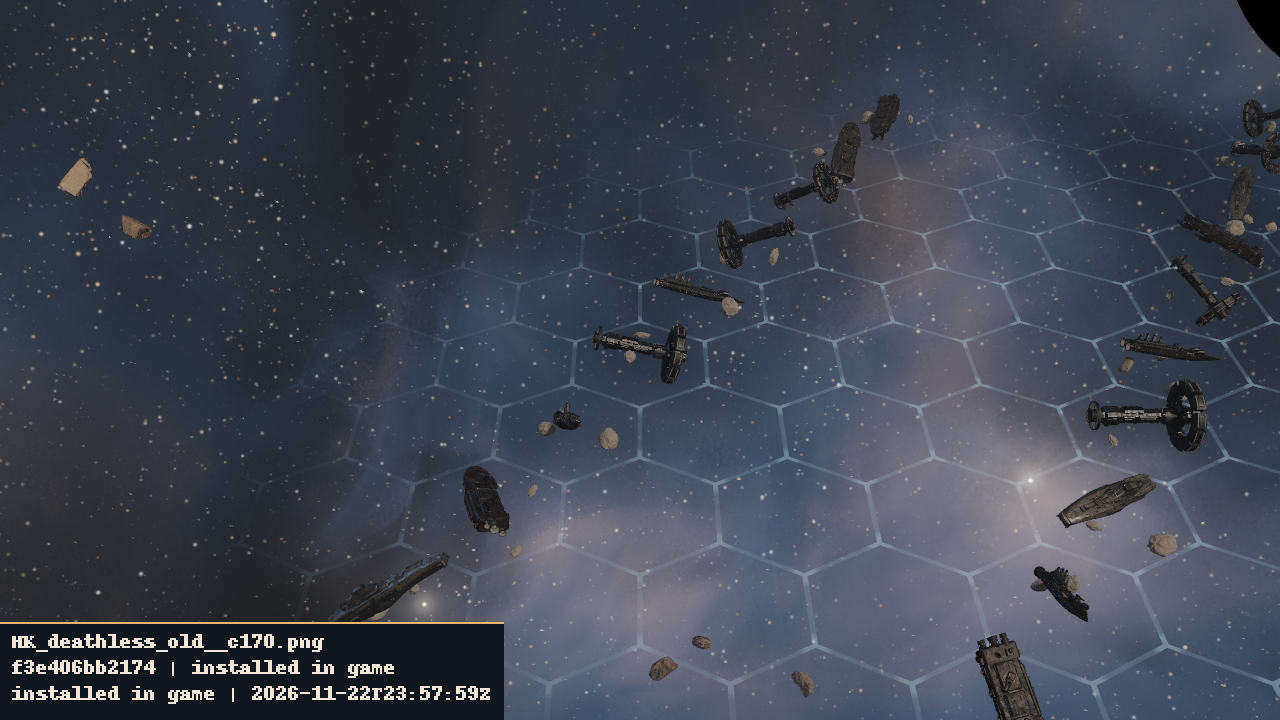 HK_deathless_old__c170.png
f3e406bb2174 | installed in game
installed in game | 2026-11-22T23:57:59Z